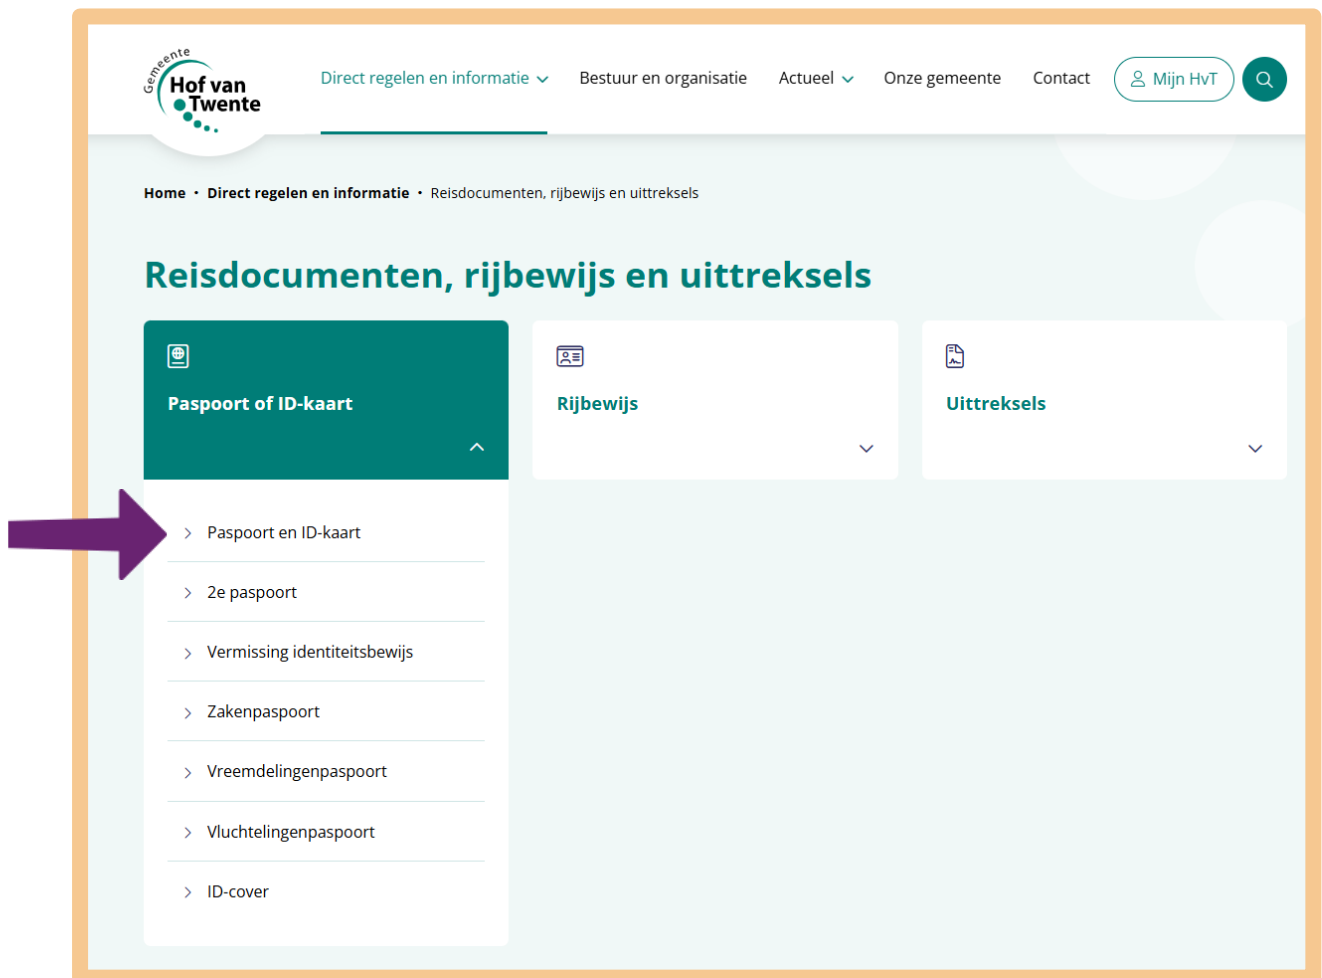 Gemeente
Hof van
Twente
Direct regelen en informatie
Bestuur en organisatie
Actueel
Onze gemeente
Contact
Mijn HvT
Home • Direct regelen en informatie • Reisdocumenten, rijbewijs en uittreksels
Reisdocumenten, rijbewijs en uittreksels
Paspoort of ID-kaart
Rijbewijs
Uittreksels
Paspoort en ID-kaart
2e paspoort
Vermissing identiteitsbewijs
Zakenpaspoort
Vreemdelingenpaspoort
Vluchtelingenpaspoort
ID-cover